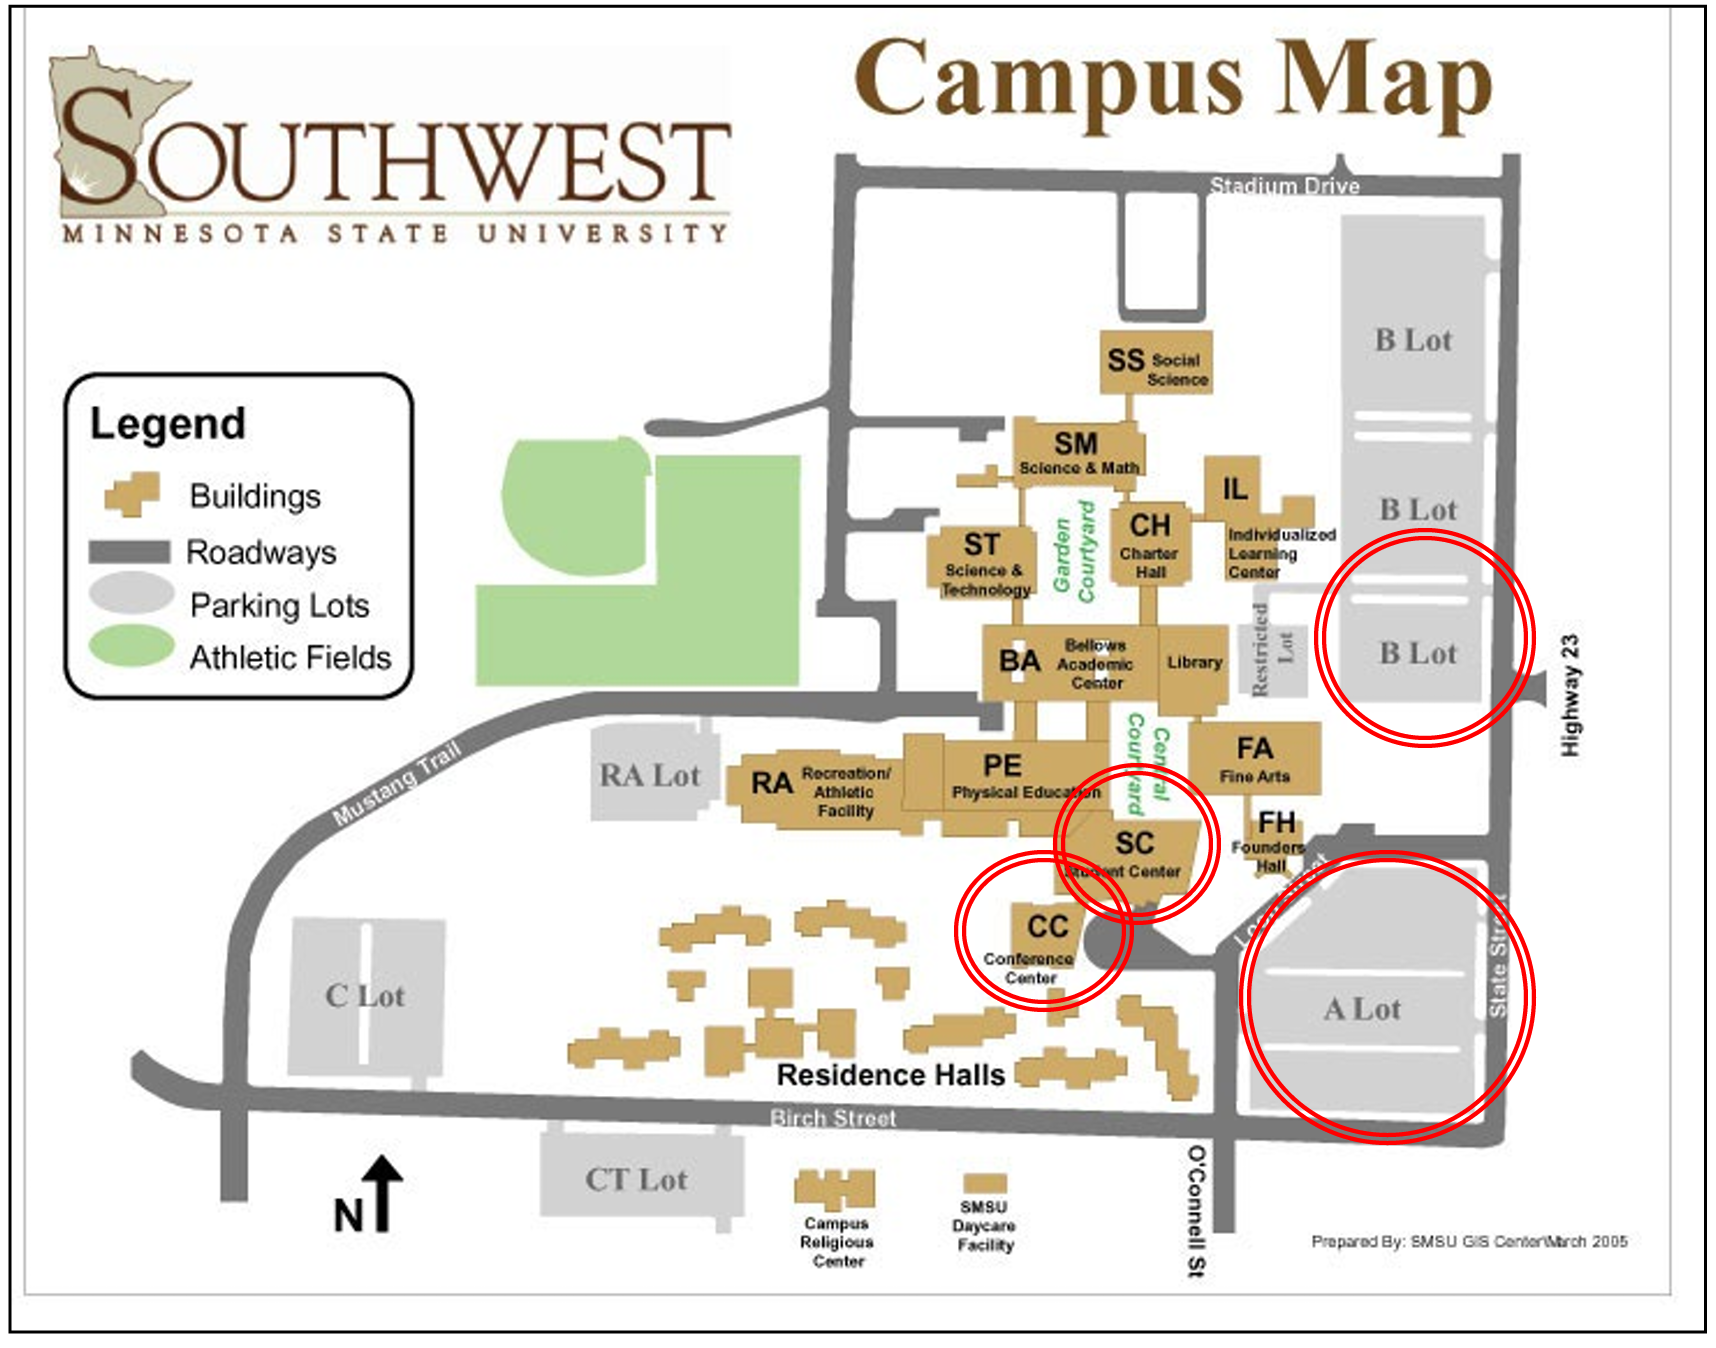 Campus Map
SOUTHWEST
MINNESOTA STATE UNIVERSITY
Stadium Drive
Legend
Buildings
Roadways
Parking Lots
Athletic Fields
B Lot
SS Social
Science
SM
Science & Math
IL
Individualized
Learning
Center
B Lot
CH
Charter
Hall
Garden
Courtyard
ST
Science &
Technology
Restricted
Lot
B Lot
BA
Bellows
Academic
Center
Library
Highway 23
Central
Courtyard
FA
Fine Arts
PE
Physical Education
RA
Recreation/
Athletic
Facility
RA Lot
Mustang Trail
SC
Student Center
FH
Founders
Hall
CC
Conference
Center
State Street
A Lot
C Lot
Residence Halls
Birch Street
CT Lot
N
Campus
Religious
Center
SMSU
Daycare
Facility
O'Connell St
Prepared By: SMSU GIS Center\March 2005